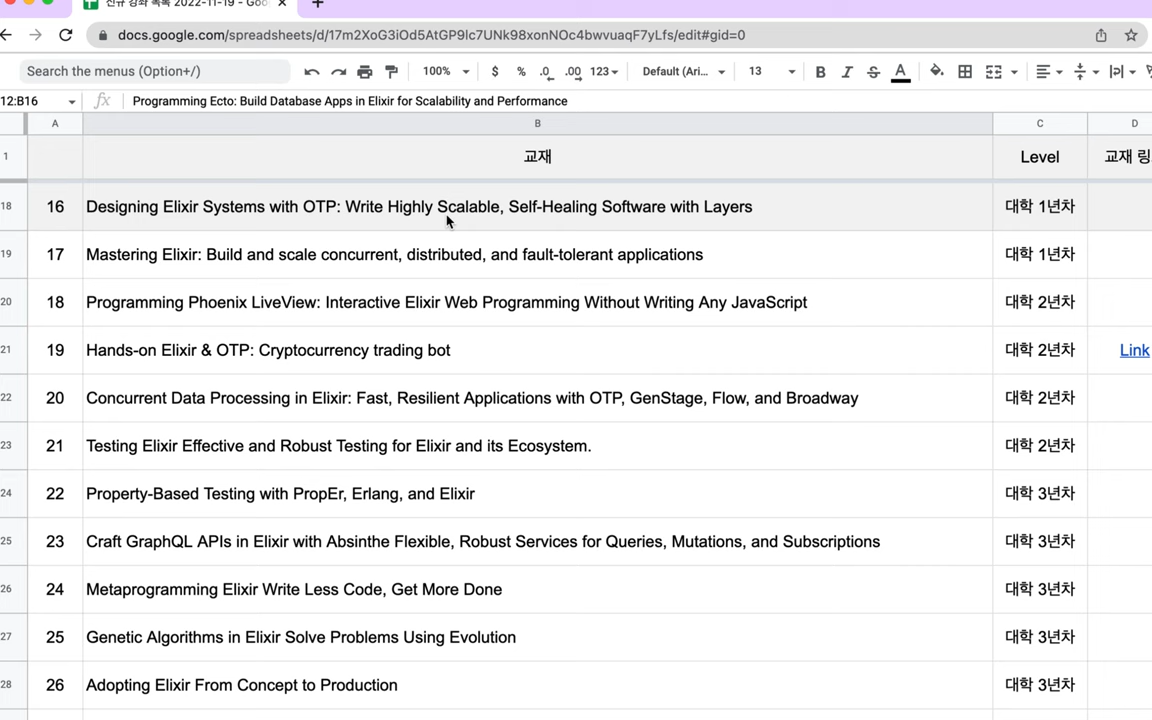 신규 강좌 목록 2022-11-19 - Goo
docs.google.com/spreadsheets/d/17m2XoG3iOd5AtGP9lc7UNk98xonNOc4bwvuaqF7yLfs/edit#gid=0
Search the menus (Option+/) 100% $ % .0 .00 123 Default (Ari... 13 B I S A
12:B16 fx Programming Ecto: Build Database Apps in Elixir for Scalability and Performance
A B C D
1 교재 Level 교재 링
18 16 Designing Elixir Systems with OTP: Write Highly Scalable, Self-Healing Software with Layers 대학 1년차
19 17 Mastering Elixir: Build and scale concurrent, distributed, and fault-tolerant applications 대학 1년차
20 18 Programming Phoenix LiveView: Interactive Elixir Web Programming Without Writing Any JavaScript 대학 2년차
21 19 Hands-on Elixir & OTP: Cryptocurrency trading bot 대학 2년차 Link
22 20 Concurrent Data Processing in Elixir: Fast, Resilient Applications with OTP, GenStage, Flow, and Broadway 대학 2년차
23 21 Testing Elixir Effective and Robust Testing for Elixir and its Ecosystem. 대학 2년차
24 22 Property-Based Testing with PropEr, Erlang, and Elixir 대학 3년차
25 23 Craft GraphQL APIs in Elixir with Absinthe Flexible, Robust Services for Queries, Mutations, and Subscriptions 대학 3년차
26 24 Metaprogramming Elixir Write Less Code, Get More Done 대학 3년차
27 25 Genetic Algorithms in Elixir Solve Problems Using Evolution 대학 3년차
28 26 Adopting Elixir From Concept to Production 대학 3년차